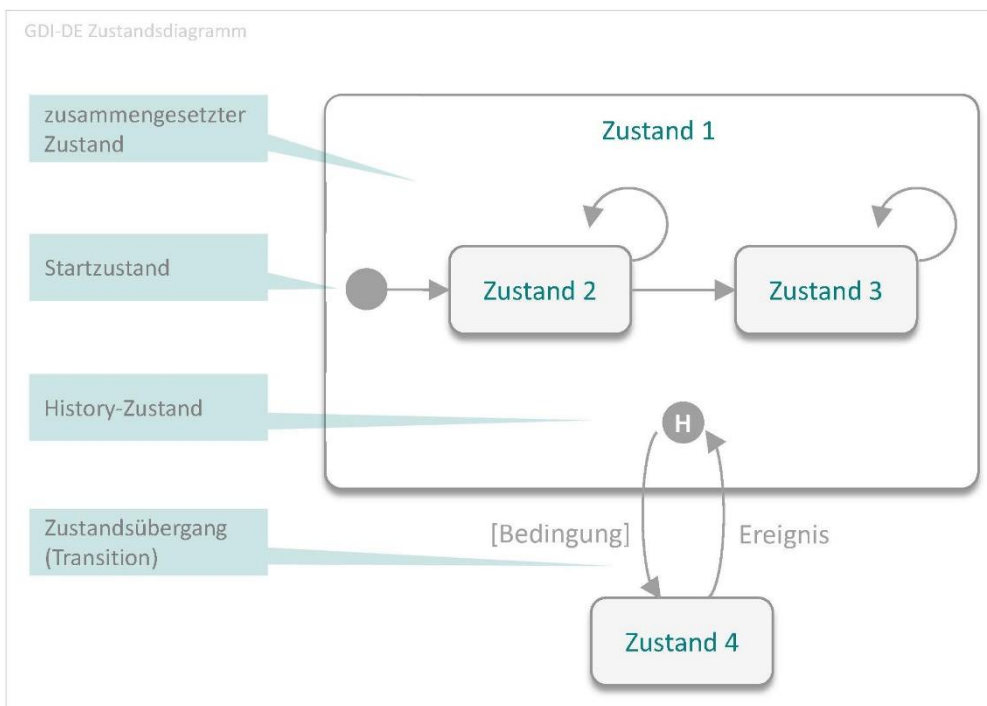 GDI-DE Zustandsdiagramm
zusammengesetzter
Zustand
Zustand 1
Startzustand
Zustand 2
Zustand 3
History-Zustand
H
Zustandsübergang
(Transition)
[Bedingung]
Ereignis
Zustand 4